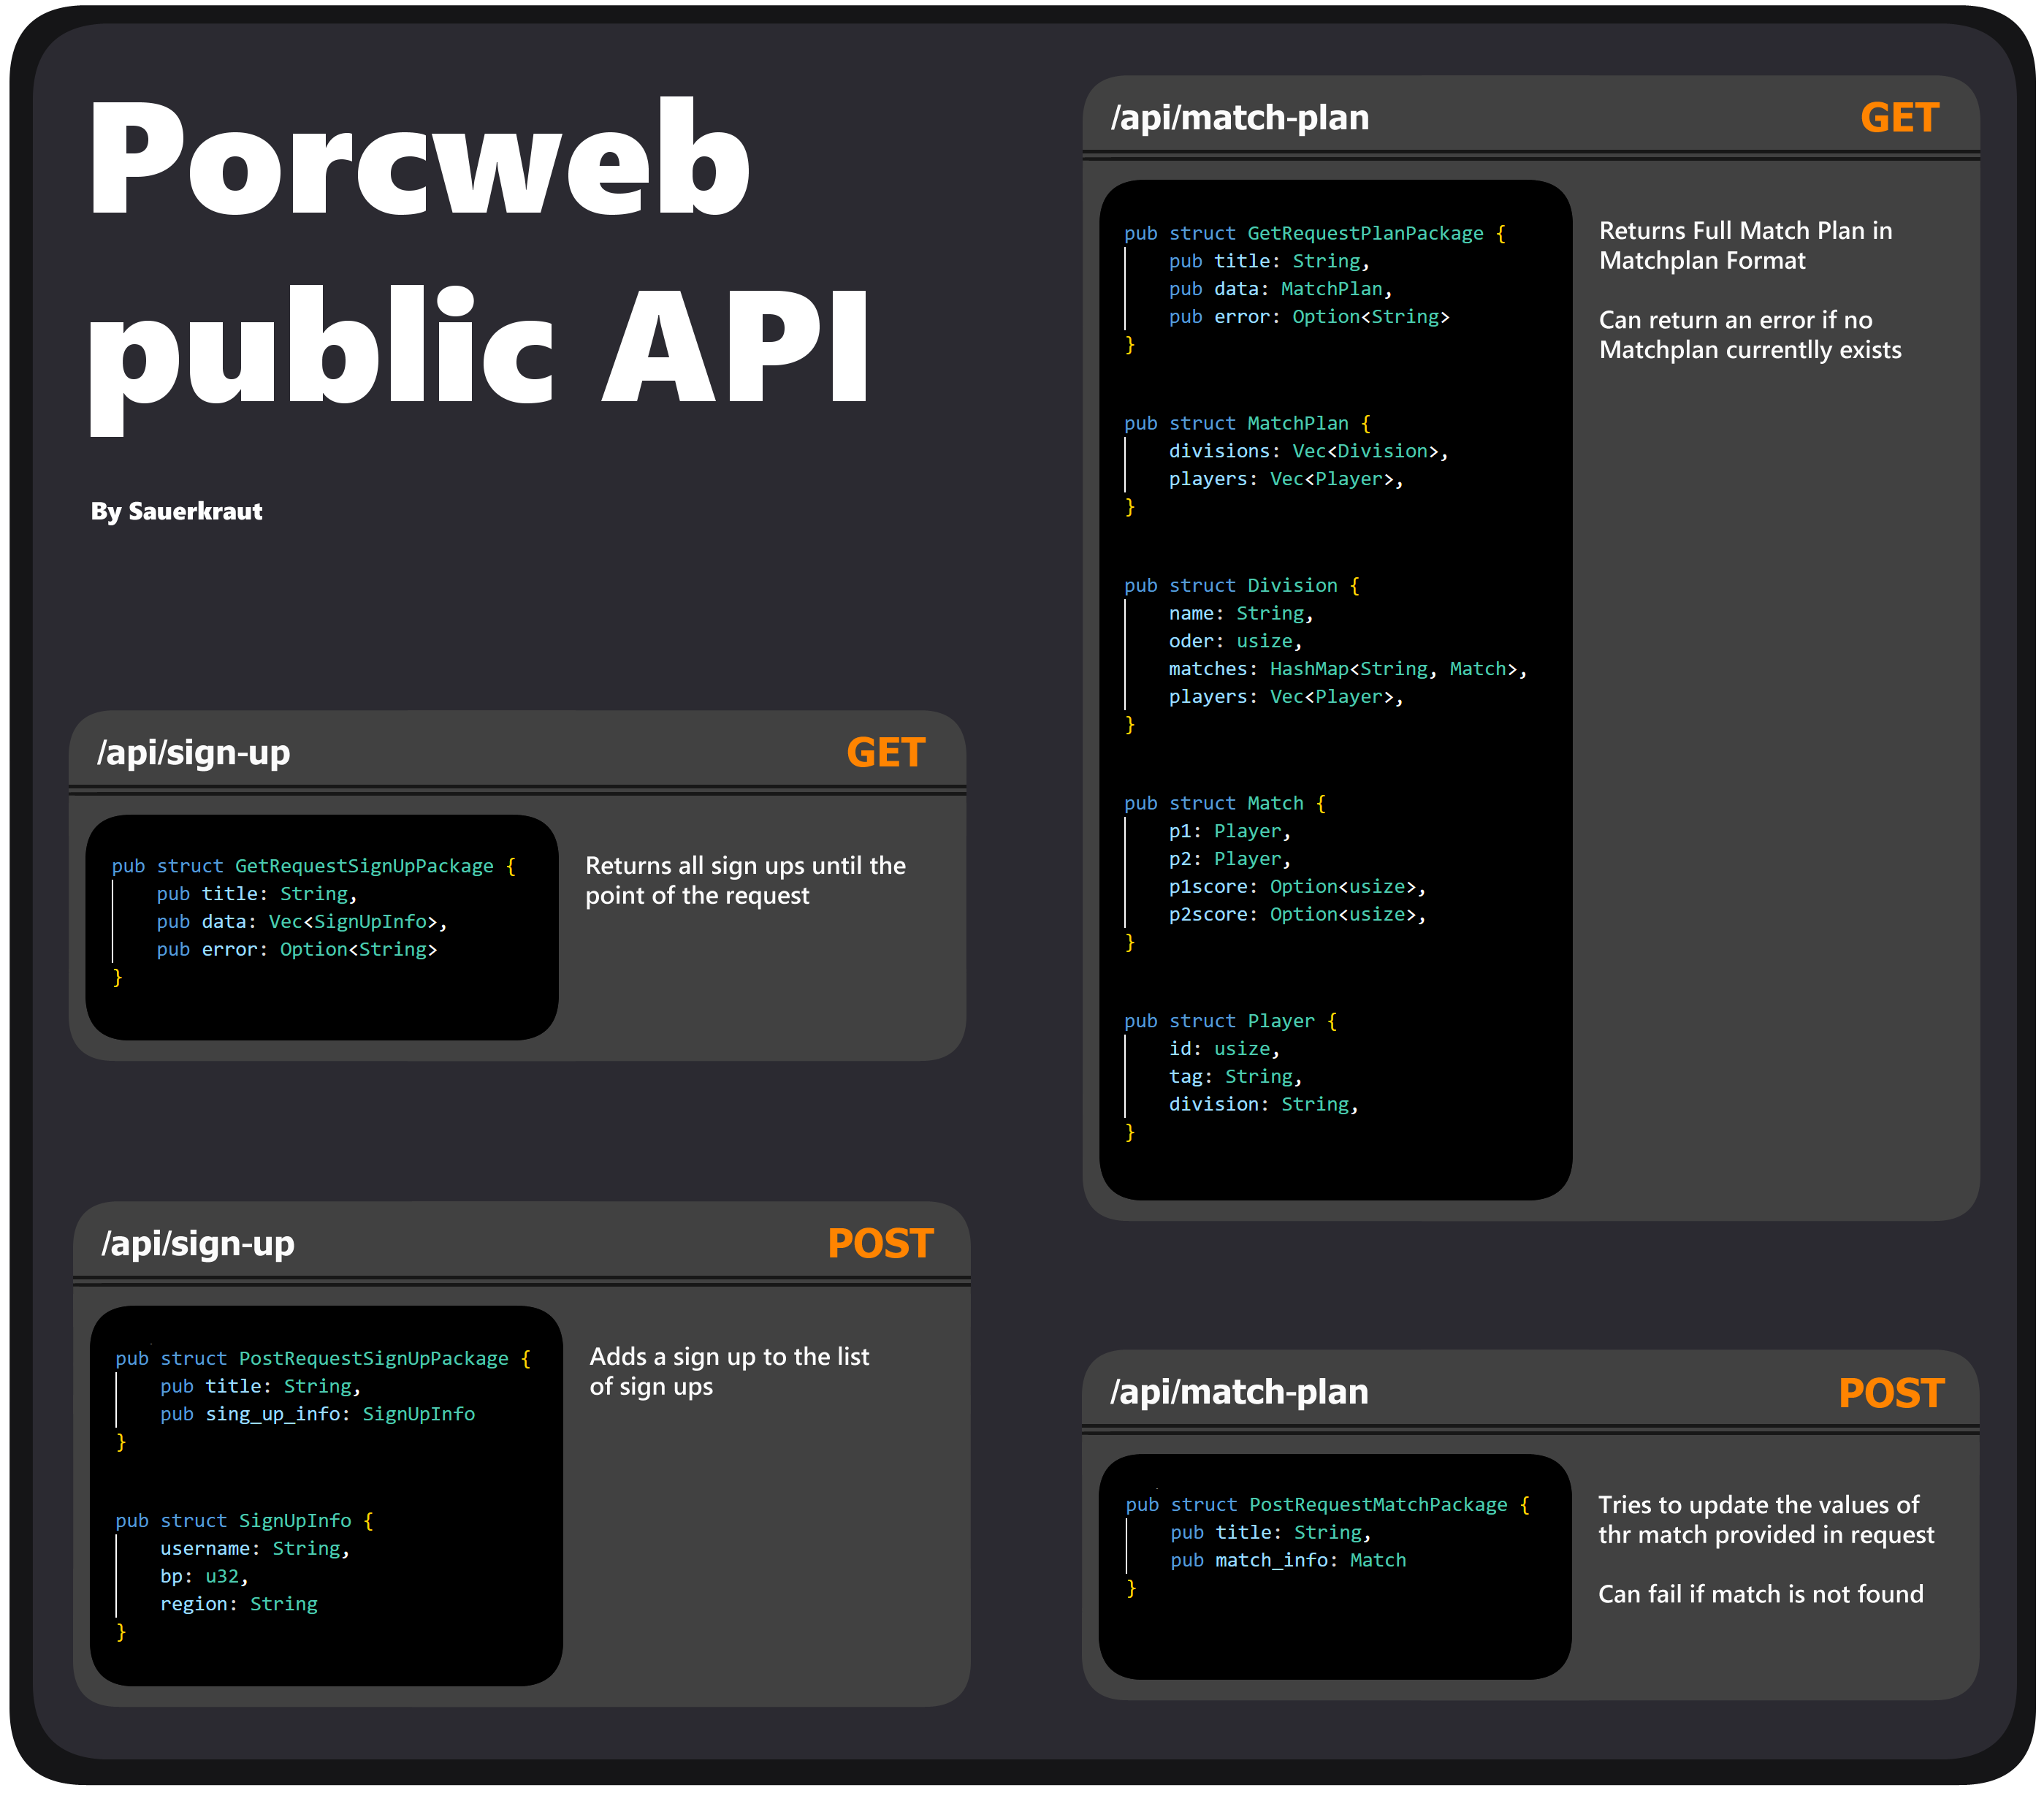 Porcweb
public API
By Sauerkraut
/api/sign-up GET
pub struct GetRequestSignUpPackage {
pub title: String,
pub data: Vec<SignUpInfo>,
pub error: Option<String>
}
Returns all sign ups until the
point of the request
/api/sign-up POST
pub struct PostRequestSignUpPackage {
pub title: String,
pub sing_up_info: SignUpInfo
}
pub struct SignUpInfo {
username: String,
bp: u32,
region: String
}
Adds a sign up to the list
of sign ups
/api/match-plan GET
pub struct GetRequestPlanPackage {
pub title: String,
pub data: MatchPlan,
pub error: Option<String>
}
pub struct MatchPlan {
divisions: Vec<Division>,
players: Vec<Player>,
}
pub struct Division {
name: String,
oder: usize,
matches: HashMap<String, Match>,
players: Vec<Player>,
}
pub struct Match {
p1: Player,
p2: Player,
p1score: Option<usize>,
p2score: Option<usize>,
}
pub struct Player {
id: usize,
tag: String,
division: String,
}
Returns Full Match Plan in
Matchplan Format
Can return an error if no
Matchplan currentlly exists
/api/match-plan POST
pub struct PostRequestMatchPackage {
pub title: String,
pub match_info: Match
}
Tries to update the values of
thr match provided in request
Can fail if match is not found